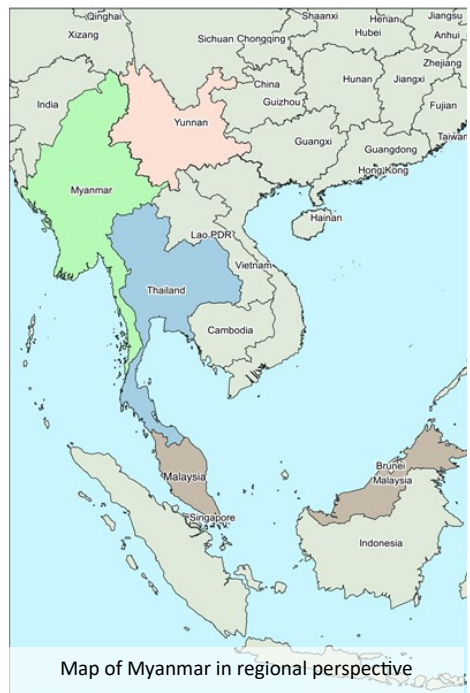 Qinghai
Shaanxi
Henan
Jiangsu
Xizang
Hubei
Anhui
Sichuan Chongqing
Zhejiang
China
Hunan
Jiangxi
India
Guizhou
Fujian
Yunnan
Taiwan
Guangxi
Guangdong
Hong Kong
Myanmar
Hainan
Lao PDR
Vietnam
Thailand
Cambodia
Brunei
Malaysia
Malaysia
Singapore
Indonesia
Map of Myanmar in regional perspective